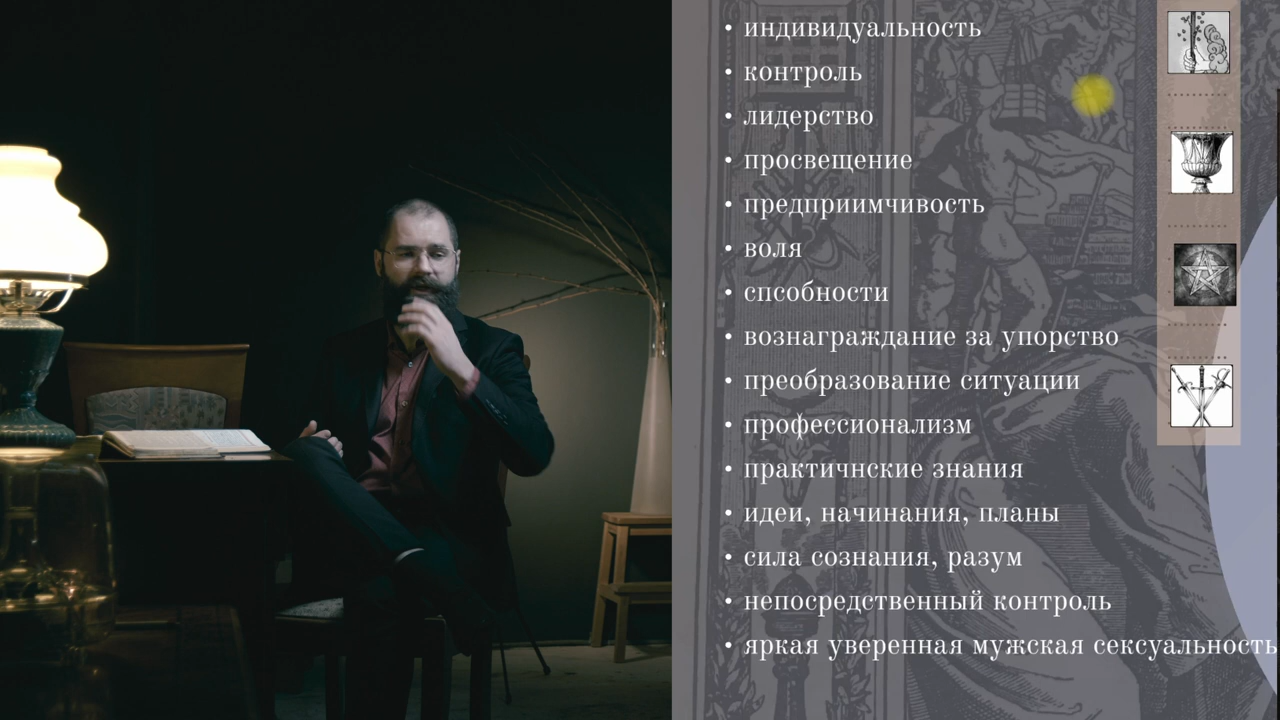 • индивидуальность
• контроль
• лидерство
• просвещение
• предприимчивость
• воля
• спсобности
• вознаграждание за упорство
• преобразование ситуации
• профессионализм
• практичнские знания
• идеи, начинания, планы
• сила сознания, разум
• непосредственный контроль
• яркая уверенная мужская сексуальность